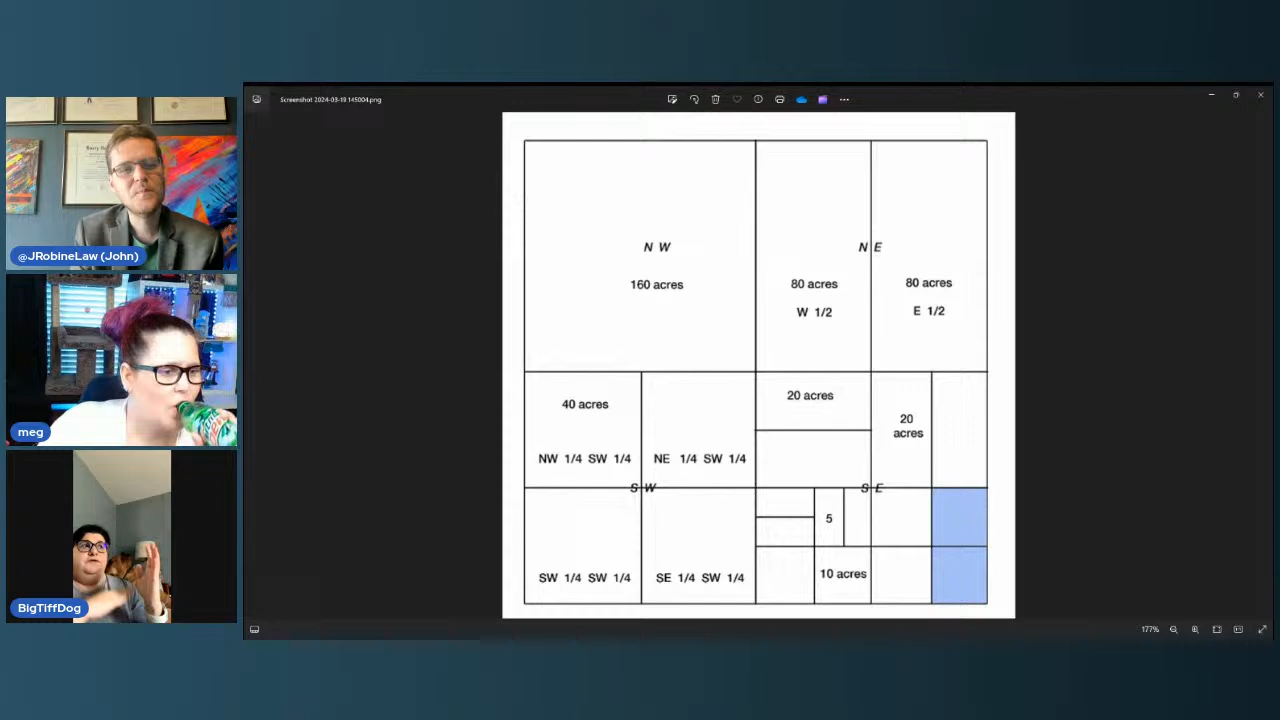 Screenshot 2024-03-19 145004.png
@JRobineLaw (John)
meg
BigTiffDog
N W
160 acres
N E
80 acres
W 1/2
80 acres
E 1/2
40 acres
NW 1/4 SW 1/4
NE 1/4 SW 1/4
20 acres
20
acres
S W
S E
5
10 acres
SW 1/4 SW 1/4
SE 1/4 SW 1/4
177%